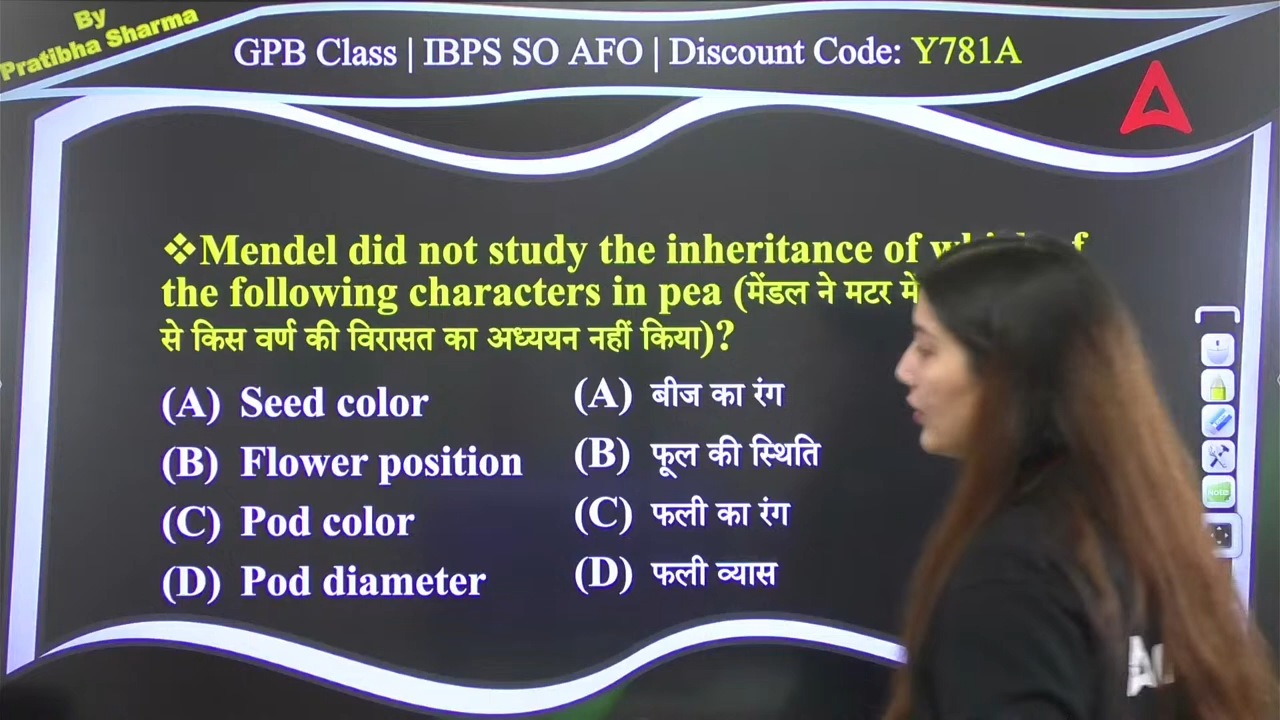 By
Pratibha Sharma
GPB Class | IBPS SO AFO | Discount Code: Y781A
❖Mendel did not study the inheritance of
the following characters in pea (मेंडल ने मटर में
से किस वर्ण की विरासत का अध्ययन नहीं किया)?
(A) Seed color
(A) बीज का रंग
(B) Flower position
(B) फूल की स्थिति
(C) Pod color
(C) फली का रंग
(D) Pod diameter
(D) फली व्यास